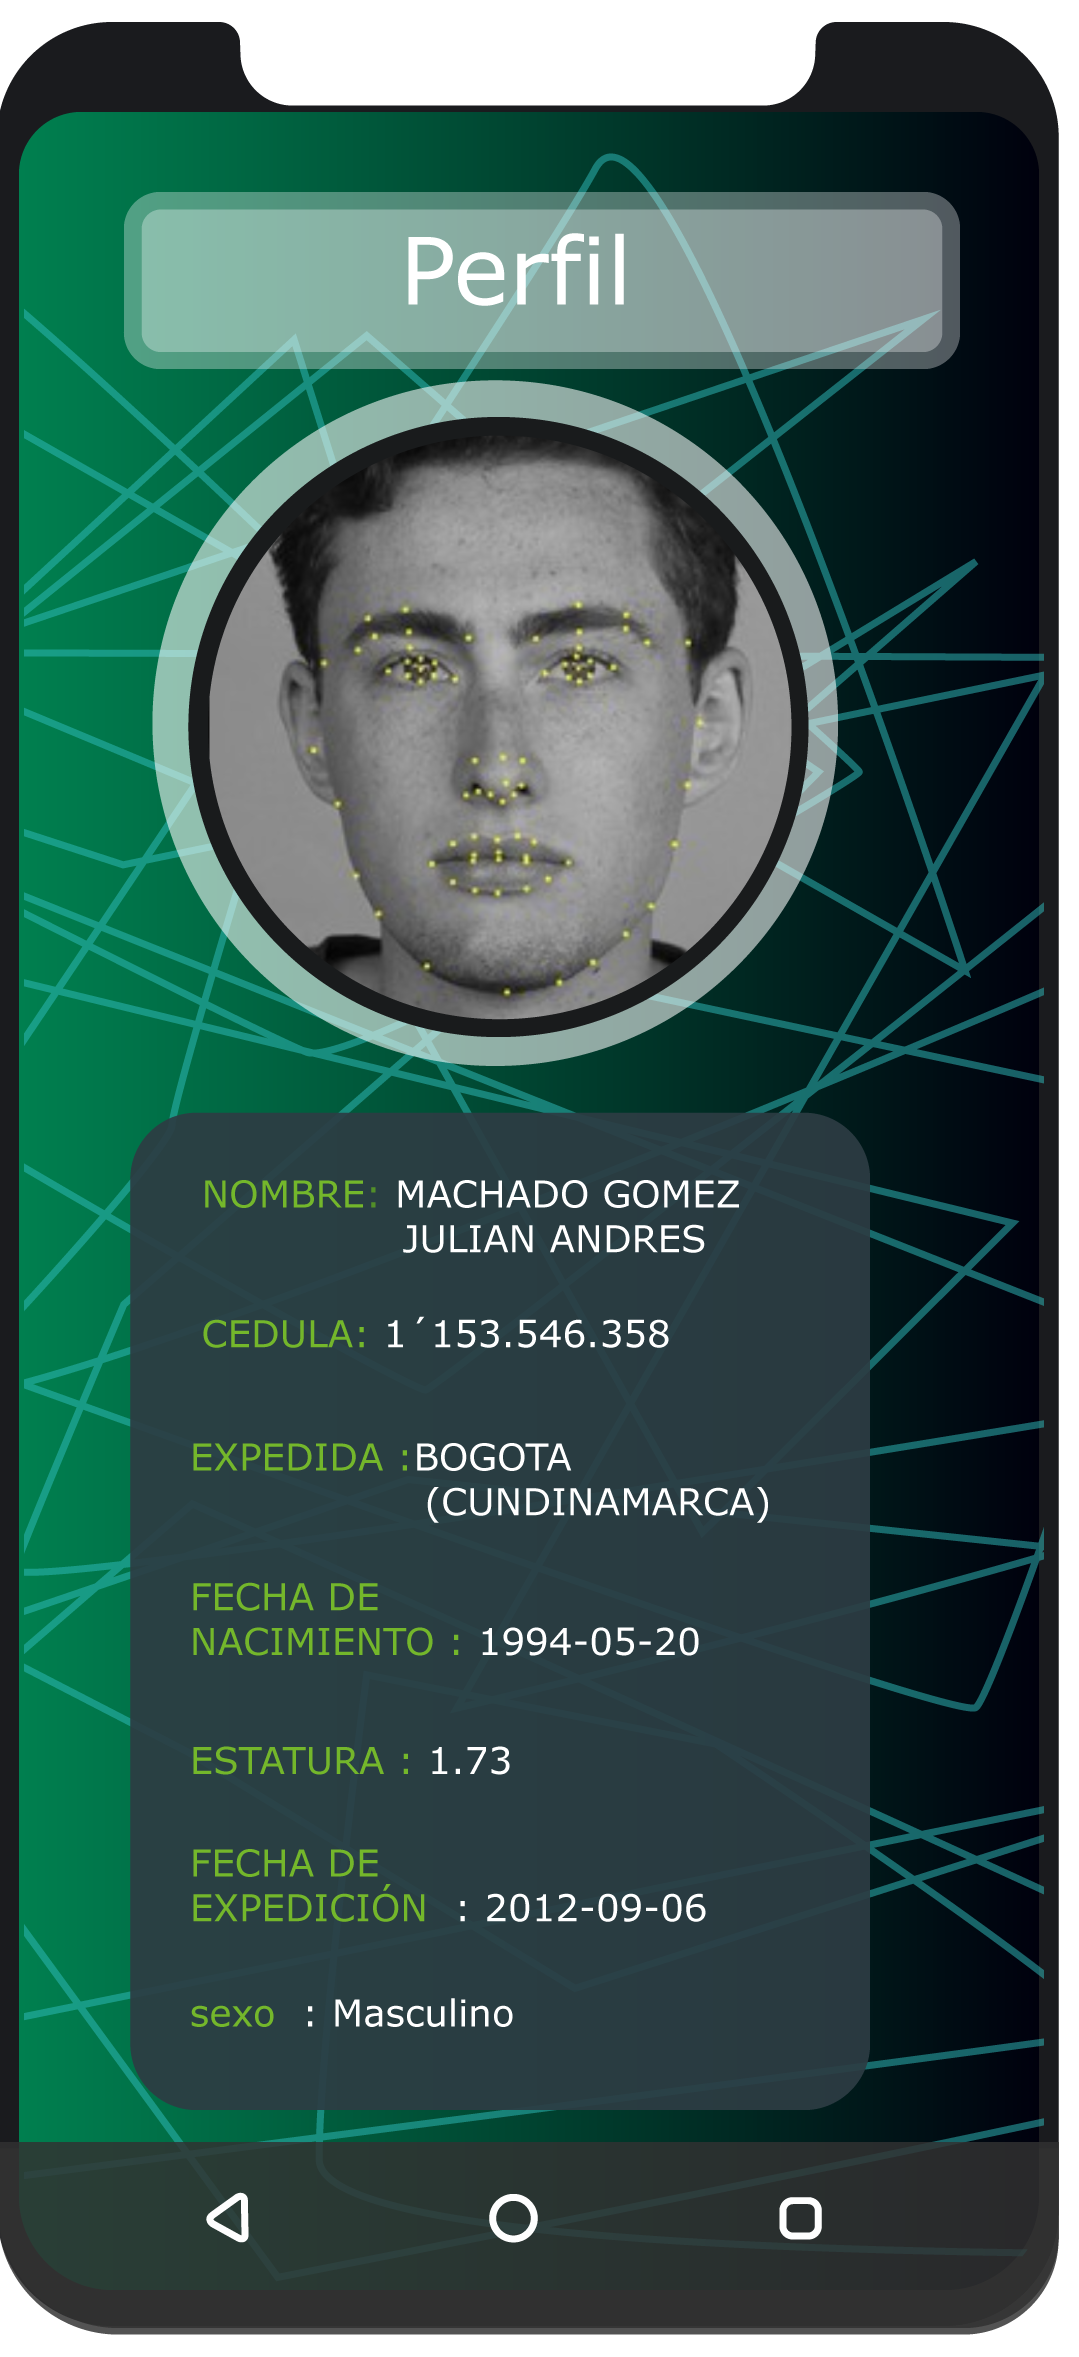 Perfil
NOMBRE: MACHADO GOMEZ
JULIAN ANDRES
CEDULA: 1´153.546.358
EXPEDIDA :BOGOTA
(CUNDINAMARCA)
FECHA DE
NACIMIENTO : 1994-05-20
ESTATURA : 1.73
FECHA DE
EXPEDICIÓN : 2012-09-06
sexo : Masculino